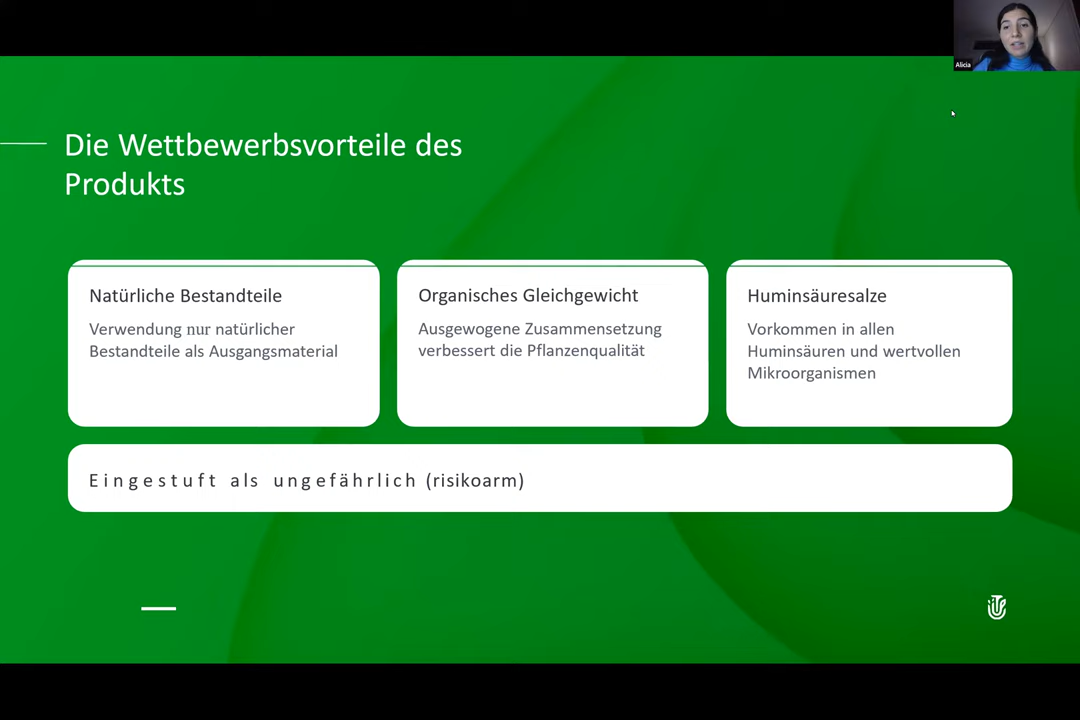 Alicia
Die Wettbewerbsvorteile des
Produkts
Natürliche Bestandteile
Verwendung nur natürlicher
Bestandteile als Ausgangsmaterial
Organisches Gleichgewicht
Ausgewogene Zusammensetzung
verbessert die Pflanzenqualität
Huminsäuresalze
Vorkommen in allen
Huminsäuren und wertvollen
Mikroorganismen
Eingestuft als ungefährlich (risikoarm)